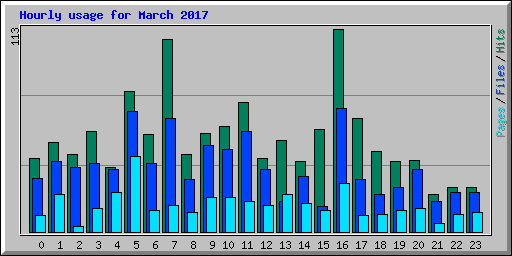 Hourly usage for March 2017
113
Pages / Files / Hits
0 1 2 3 4 5 6 7 8 9 10 11 12 13 14 15 16 17 18 19 20 21 22 23